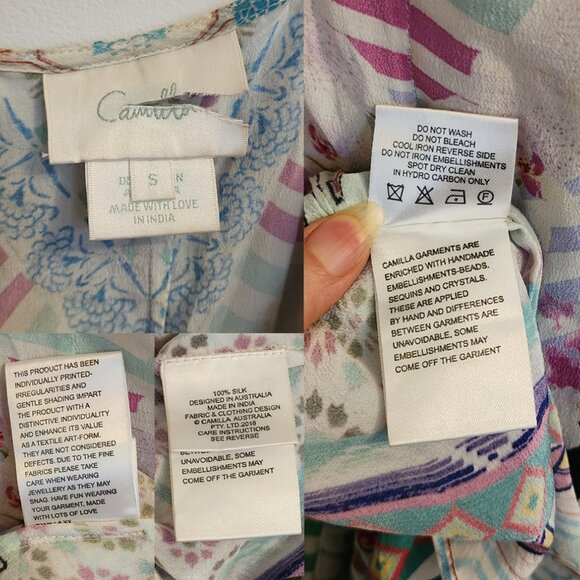 Camilla
S
MADE WITH LOVE
IN INDIA
DO NOT WASH
DO NOT BLEACH
COOL IRON REVERSE SIDE
DO NOT IRON EMBELLISHMENTS
SPOT DRY CLEAN
IN HYDRO CARBON ONLY
CAMILLA GARMENTS ARE
ENRICHED WITH HANDMADE
EMBELLISHMENTS-BEADS,
SEQUINS AND CRYSTALS.
THESE ARE APPLIED
BY HAND AND DIFFERENCES
BETWEEN GARMENTS ARE
UNAVOIDABLE, SOME
EMBELLISHMENTS MAY
COME OFF THE GARMENT
THIS PRODUCT HAS BEEN
INDIVIDUALLY PRINTED-
IRREGULARITIES AND
GENTLE SHADING IMPART
THE PRODUCT WITH A
DISTINCTIVE INDIVIDUALITY
AND ENHANCE ITS VALUE
AS A TEXTILE ART-FORM.
THEY ARE NOT CONSIDERED
DEFECTS. DUE TO THE FINE
FABRICS PLEASE TAKE
CARE WHEN WEARING
JEWELLERY AS THEY MAY
SNAG. HAVE FUN WEARING
YOUR GARMENT, MADE
WITH LOTS OF LOVE
100% SILK
DESIGNED IN AUSTRALIA
MADE IN INDIA
FABRIC & CLOTHING DESIGN
© CAMILLA AUSTRALIA
PTY. LTD. 2016
CARE INSTRUCTIONS
SEE REVERSE
UNAVOIDABLE, SOME
EMBELLISHMENTS MAY
COME OFF THE GARMENT